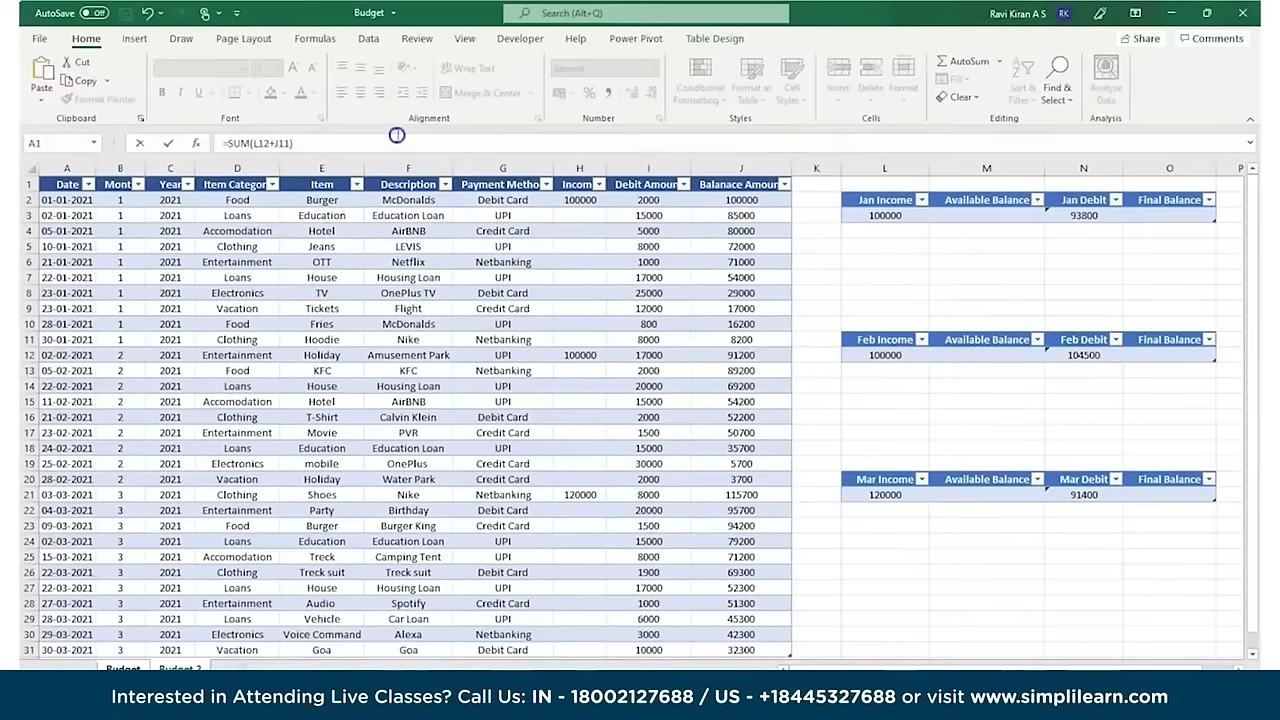 AutoSave Off Budget Search (Alt+Q) Ravi Kiran A S RK
File Home Insert Draw Page Layout Formulas Data Review View Developer Help Power Pivot Table Design Share Comments
Paste Cut Copy Format Painter Wrap Text Merge & Center General Conditional Formatting Format as Table Cell Styles Insert Delete Format AutoSum Fill Clear Sort & Filter Find & Select Analyze Data
Clipboard Font Alignment Number Styles Cells Editing Analysis
A1 =SUM(L12+J11)
A B C D E F G H I J K L M N O P
1 Date Mont Year Item Categor Item Description Payment Metho Incom Debit Amoun Balanace Amoun
2 01-01-2021 1 2021 Food Burger McDonalds Debit Card 100000 2000 100000 Jan Income Available Balance Jan Debit Final Balance
3 02-01-2021 1 2021 Loans Education Education Loan UPI 15000 85000 100000 93800
4 05-01-2021 1 2021 Accomodation Hotel AirBNB Credit Card 5000 80000
5 10-01-2021 1 2021 Clothing Jeans LEVIS UPI 8000 72000
6 21-01-2021 1 2021 Entertainment OTT Netflix Netbanking 1000 71000
7 22-01-2021 1 2021 Loans House Housing Loan UPI 17000 54000
8 23-01-2021 1 2021 Electronics TV OnePlus TV Debit Card 25000 29000
9 23-01-2021 1 2021 Vacation Tickets Flight Credit Card 12000 17000
10 28-01-2021 1 2021 Food Fries McDonalds UPI 800 16200
11 30-01-2021 1 2021 Clothing Hoodie Nike Netbanking 8000 8200 Feb Income Available Balance Feb Debit Final Balance
12 02-02-2021 2 2021 Entertainment Holiday Amusement Park UPI 100000 17000 91200 100000 104500
13 05-02-2021 2 2021 Food KFC KFC Netbanking 2000 89200
14 08-02-2021 2 2021 Loans House Housing Loan UPI 20000 69200
15 11-02-2021 2 2021 Accomodation Hotel AirBNB UPI 15000 54200
16 21-02-2021 2 2021 Clothing T-Shirt Calvin Klein Debit Card 2000 52200
17 23-02-2021 2 2021 Entertainment Movie PVR Credit Card 1500 50700
18 24-02-2021 2 2021 Loans Education Education Loan UPI 15000 35700
19 25-02-2021 2 2021 Electronics mobile OnePlus Credit Card 30000 5700
20 28-02-2021 2 2021 Vacation Holiday Water Park Credit Card 2000 3700 Mar Income Available Balance Mar Debit Final Balance
21 03-03-2021 3 2021 Clothing Shoes Nike Netbanking 120000 8000 115700 120000 91400
22 04-03-2021 3 2021 Entertainment Party Birthday Debit Card 20000 95700
23 09-03-2021 3 2021 Food Burger Burger King Credit Card 1500 94200
24 02-03-2021 3 2021 Loans Education Education Loan UPI 15000 79200
25 15-03-2021 3 2021 Accomodation Treck Camping Tent UPI 8000 71200
26 22-03-2021 3 2021 Clothing Treck suit Treck suit Debit Card 1900 69300
27 22-03-2021 3 2021 Loans House Housing Loan UPI 17000 52300
28 27-03-2021 3 2021 Entertainment Audio Spotify Credit Card 1000 51300
29 28-03-2021 3 2021 Loans Vehicle Car Loan UPI 6000 45300
30 29-03-2021 3 2021 Electronics Voice Command Alexa Netbanking 3000 42300
31 30-03-2021 3 2021 Vacation Goa Goa Debit Card 10000 32300
Budget Budget 2
Interested in Attending Live Classes? Call Us: IN - 18002127688 / US - +18445327688 or visit www.simplilearn.com